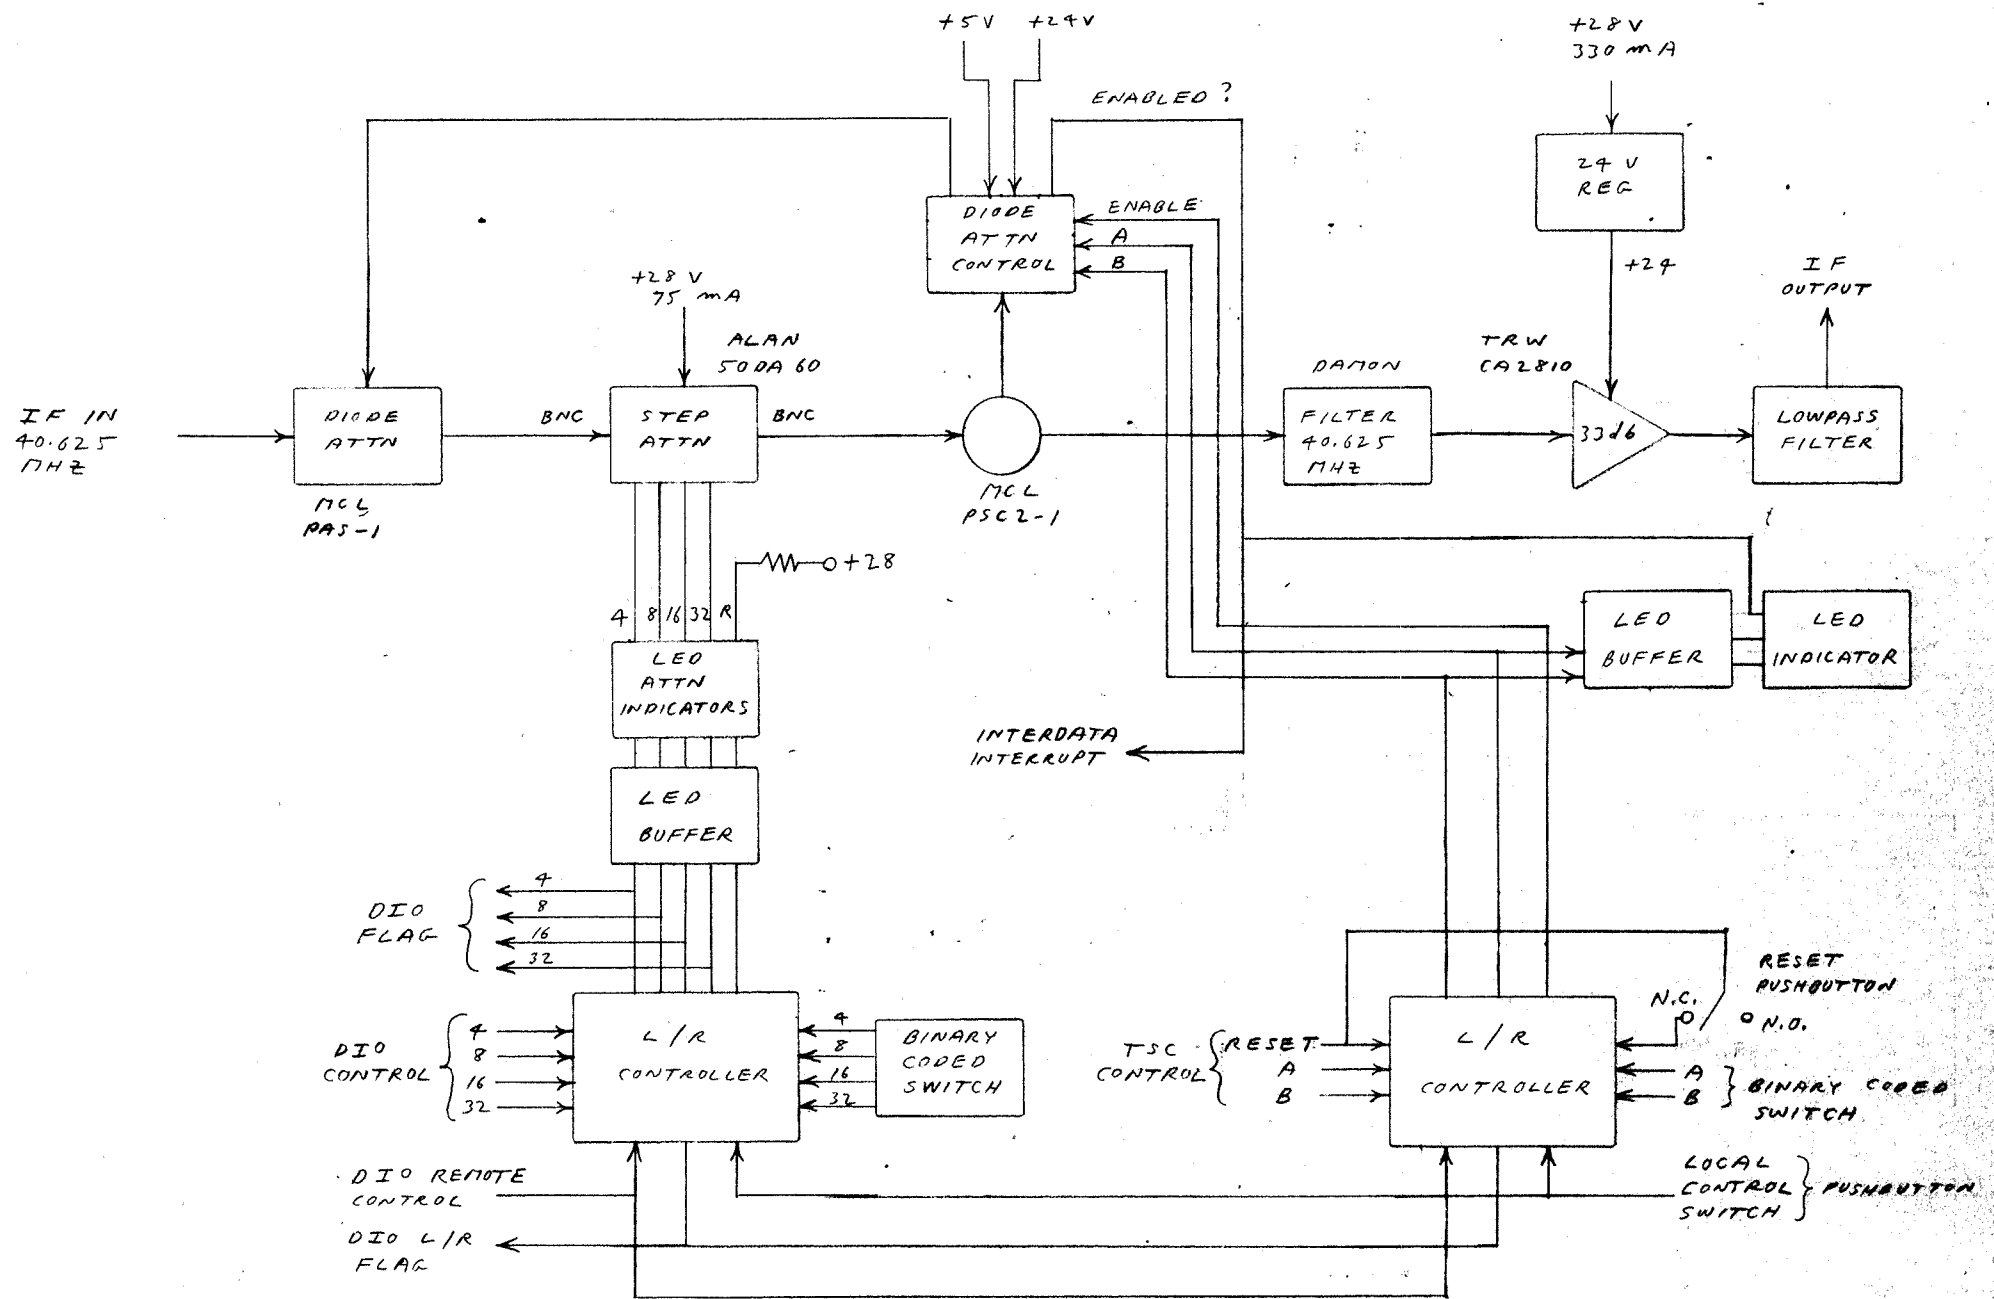 +5V
+24V
+28V
330 mA
ENABLED ?
24 V
REG
DIODE
ATTN
CONTROL
ENABLE
A
B
+24
IF
OUTPUT
+28 V
75 mA
ALAN
50DA60
TRW
CA2810
DAMON
IF IN
40.625
MHZ
DIODE
ATTN
BNC
STEP
ATTN
BNC
FILTER
40.625
MHZ
33db
LOWPASS
FILTER
MCL
PAS-1
MCL
PSC2-1
+28
4
8
16
32
R
LED
ATTN
INDICATORS
LED
BUFFER
LED
INDICATOR
INTERDATA
INTERRUPT
LED
BUFFER
DIO
FLAG
4
8
16
32
RESET
PUSHBUTTON
N.C.
N.O.
DIO
CONTROL
4
8
16
32
L/R
CONTROLLER
4
8
16
32
BINARY
CODED
SWITCH
TSC
CONTROL
RESET
A
B
L/R
CONTROLLER
A
B
BINARY CODED
SWITCH
DIO REMOTE
CONTROL
LOCAL
CONTROL
SWITCH
PUSHBUTTON
DIO L/R
FLAG